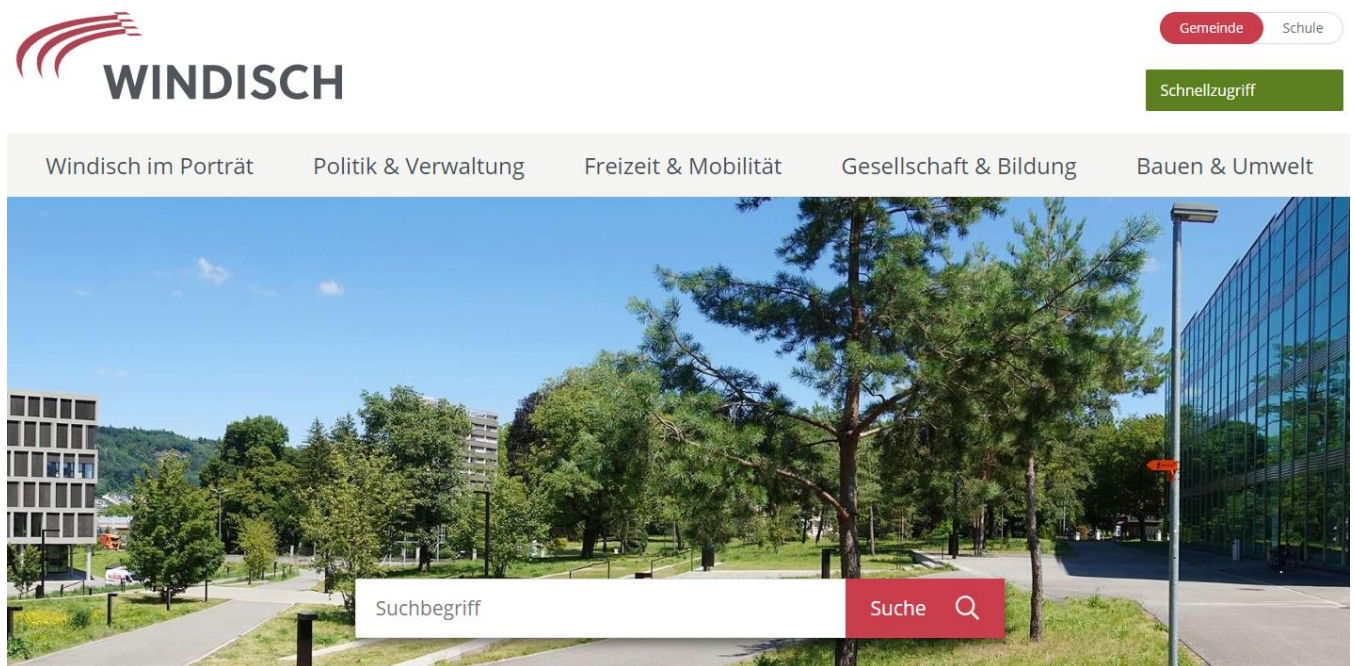 WINDISCH
Gemeinde Schule
Schnellzugriff
Windisch im Porträt Politik & Verwaltung Freizeit & Mobilität Gesellschaft & Bildung Bauen & Umwelt
Suchbegriff Suche